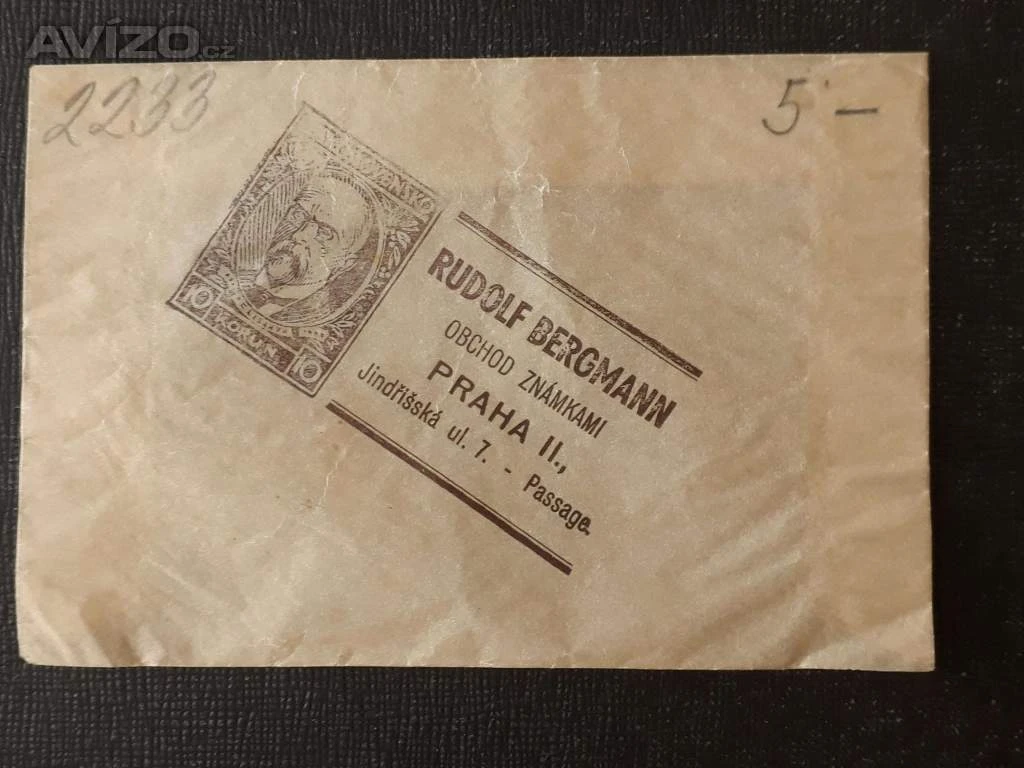 AVÍZO.cz
2233
5·—
RUDOLF BERGMANN
OBCHOD ZNÁMKAMI
PRAHA II.,
Jindřišská ul. 7. - Passage.
10
KORUN
10